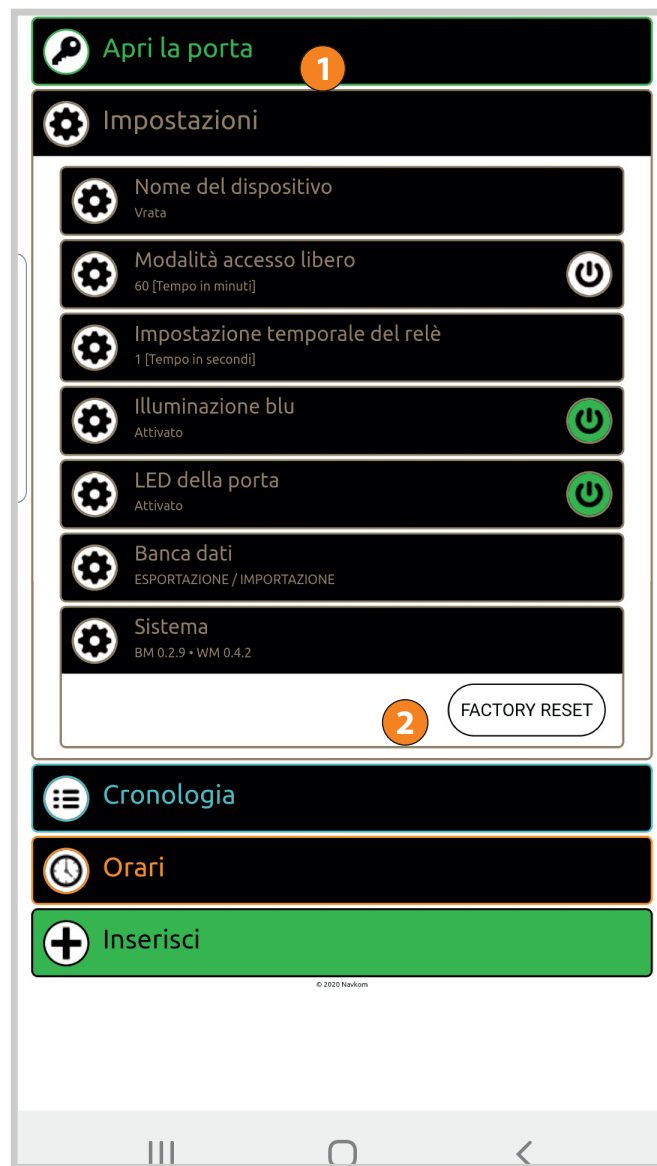 Apri la porta
1
Impostazioni
Nome del dispositivo
Vrata
Modalità accesso libero
60 [Tempo in minuti]
Impostazione temporale del relè
1 [Tempo in secondi]
Illuminazione blu
Attivato
LED della porta
Attivato
Banca dati
ESPORTAZIONE / IMPORTAZIONE
Sistema
BM 0.2.9 • WM 0.4.2
2
FACTORY RESET
Cronologia
Orari
Inserisci
© 2020 Navkom